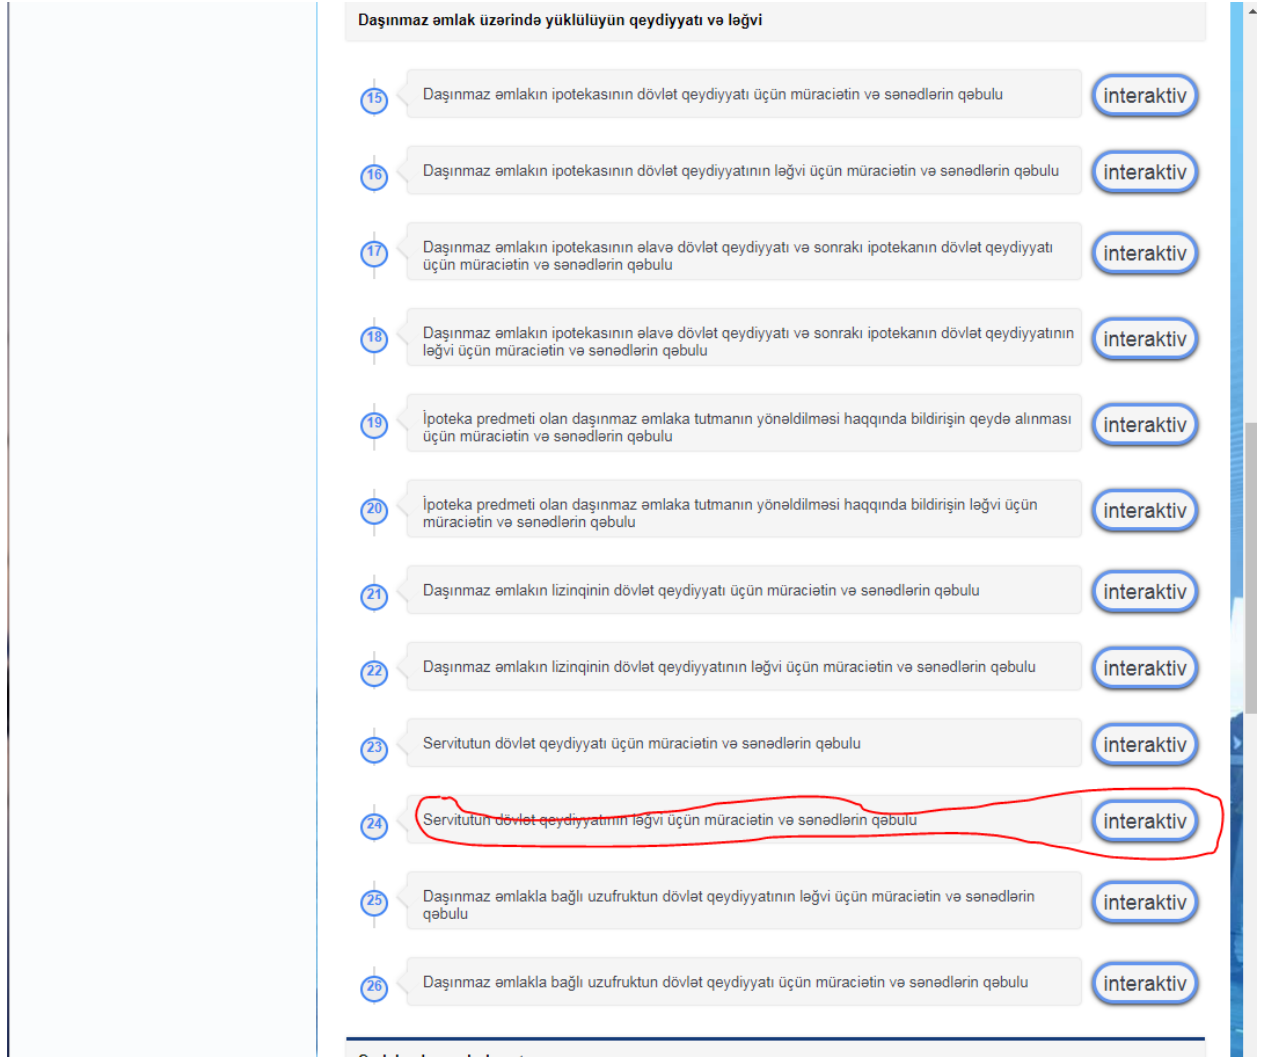 Daşınmaz əmlak üzərində yüklülüyün qeydiyyatı və ləğvi
15
Daşınmaz əmlakın ipotekasının dövlət qeydiyyatı üçün müraciətin və sənədlərin qəbulu
interaktiv
16
Daşınmaz əmlakın ipotekasının dövlət qeydiyyatının ləğvi üçün müraciətin və sənədlərin qəbulu
interaktiv
17
Daşınmaz əmlakın ipotekasının əlavə dövlət qeydiyyatı və sonrakı ipotekanın dövlət qeydiyyatı
üçün müraciətin və sənədlərin qəbulu
interaktiv
18
Daşınmaz əmlakın ipotekasının əlavə dövlət qeydiyyatı və sonrakı ipotekanın dövlət qeydiyyatının
ləğvi üçün müraciətin və sənədlərin qəbulu
interaktiv
19
İpoteka predmeti olan daşınmaz əmlaka tutmanın yönəldilməsi haqqında bildirişin qeydə alınması
üçün müraciətin və sənədlərin qəbulu
interaktiv
20
İpoteka predmeti olan daşınmaz əmlaka tutmanın yönəldilməsi haqqında bildirişin ləğvi üçün
müraciətin və sənədlərin qəbulu
interaktiv
21
Daşınmaz əmlakın lizinqinin dövlət qeydiyyatı üçün müraciətin və sənədlərin qəbulu
interaktiv
22
Daşınmaz əmlakın lizinqinin dövlət qeydiyyatının ləğvi üçün müraciətin və sənədlərin qəbulu
interaktiv
23
Servitutun dövlət qeydiyyatı üçün müraciətin və sənədlərin qəbulu
interaktiv
24
Servitutun dövlət qeydiyyatının ləğvi üçün müraciətin və sənədlərin qəbulu
interaktiv
25
Daşınmaz əmlakla bağlı uzufruktun dövlət qeydiyyatının ləğvi üçün müraciətin və sənədlərin
qəbulu
interaktiv
26
Daşınmaz əmlakla bağlı uzufruktun dövlət qeydiyyatı üçün müraciətin və sənədlərin qəbulu
interaktiv